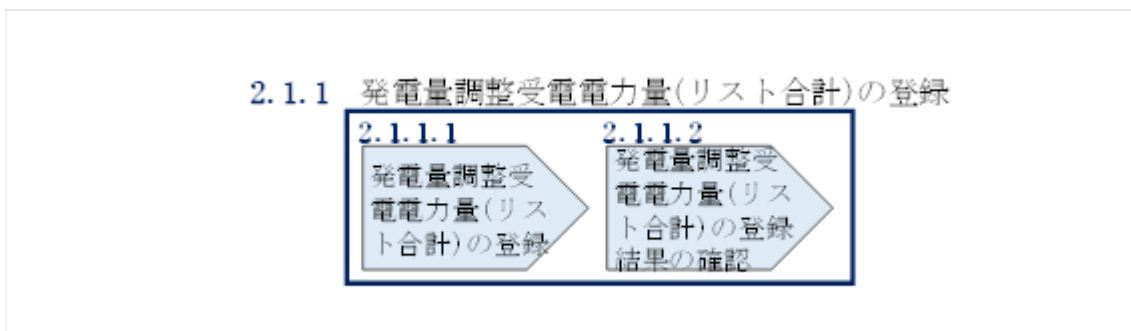 2.1.1 発電量調整受電電力量(リスト合計)の登録
2.1.1.1
発電量調整受
電電力量(リス
ト合計)の登録
2.1.1.2
発電量調整受
電電力量(リス
ト合計)の登録
結果の確認